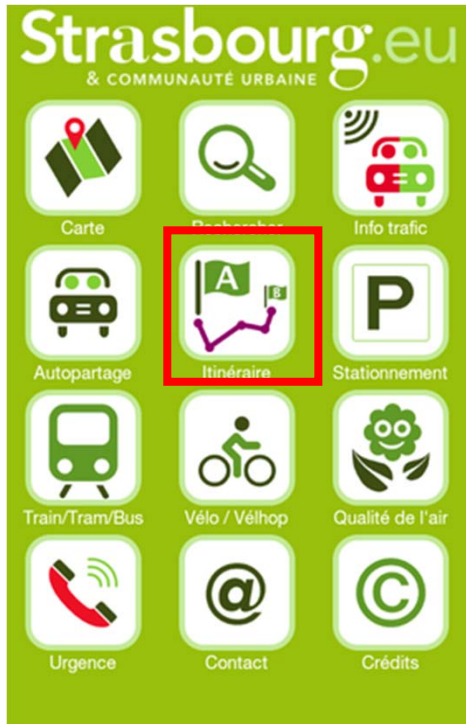 Strasbourg.eu
& COMMUNAUTÉ URBAINE
Carte
Info trafic
A
B
P
Autopartage
Itinéraire
Stationnement
Train/Tram/Bus
Vélo / Vélhop
Qualité de l'air
@
©
Urgence
Contact
Crédits